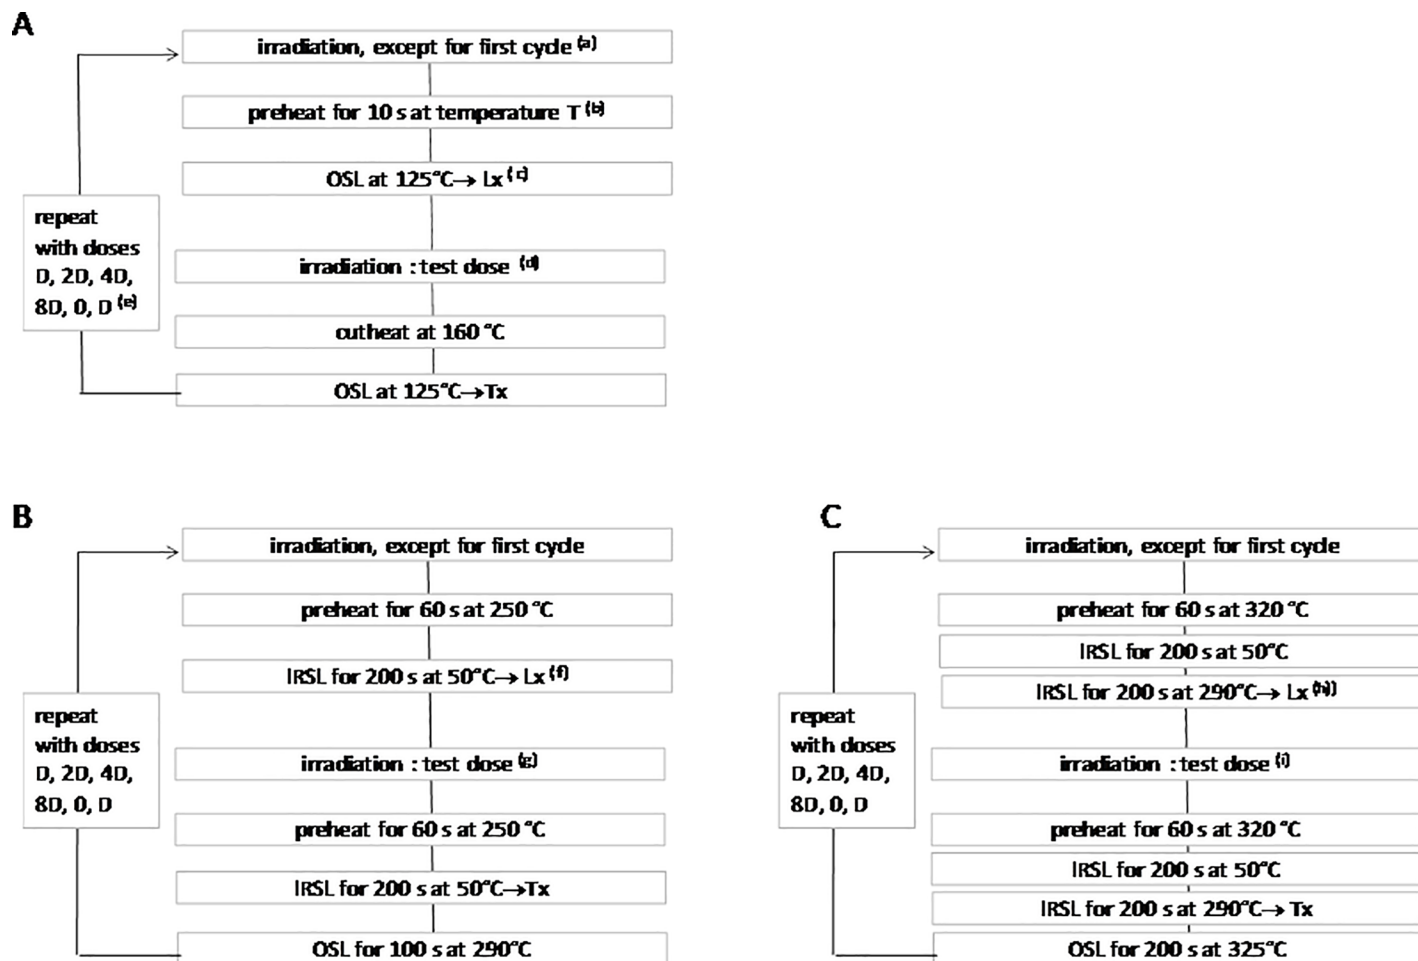 A
irradiation, except for first cycle (a)
preheat for 10 s at temperature T (b)
OSL at 125°C→ Lx (c)
irradiation : test dose (d)
cutheat at 160 °C
OSL at 125°C→Tx
repeat
with doses
D, 2D, 4D,
8D, 0, D (e)
B
irradiation, except for first cycle
preheat for 60 s at 250 °C
IRSL for 200 s at 50°C→ Lx (f)
irradiation : test dose (g)
preheat for 60 s at 250 °C
IRSL for 200 s at 50°C→Tx
OSL for 100 s at 290°C
repeat
with doses
D, 2D, 4D,
8D, 0, D
C
irradiation, except for first cycle
preheat for 60 s at 320 °C
IRSL for 200 s at 50°C
IRSL for 200 s at 290°C→ Lx (h))
irradiation : test dose (i)
preheat for 60 s at 320 °C
IRSL for 200 s at 50°C
IRSL for 200 s at 290°C→ Tx
OSL for 200 s at 325°C
repeat
with doses
D, 2D, 4D,
8D, 0, D